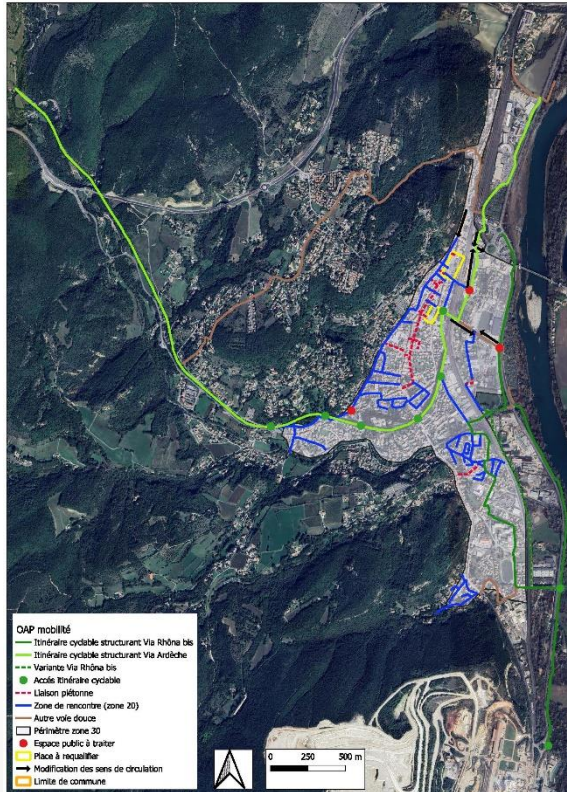 OAP mobilité
Itinéraire cyclable structurant Via Rhôna bis
Itinéraire cyclable structurant Via Ardèche
Variante Via Rhôna bis
Accés itinéraire cyclable
Liaison piétonne
Zone de rencontre (zone 20)
Autre voie douce
Périmètre zone 30
Espace public à traiter
Place à requalifier
Modification des sens de circulation
Limite de commune
0 250 500 m